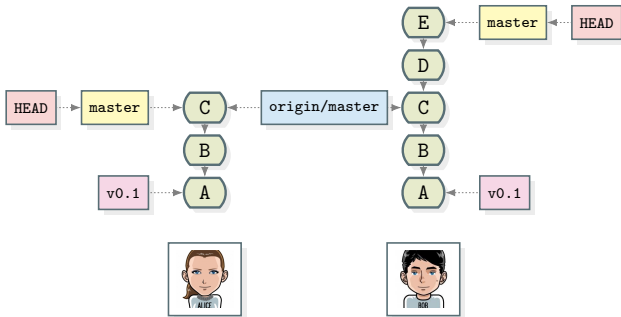 E master HEAD
D
HEAD master C origin/master C
B B
v0.1 A A v0.1
ALICE BOB